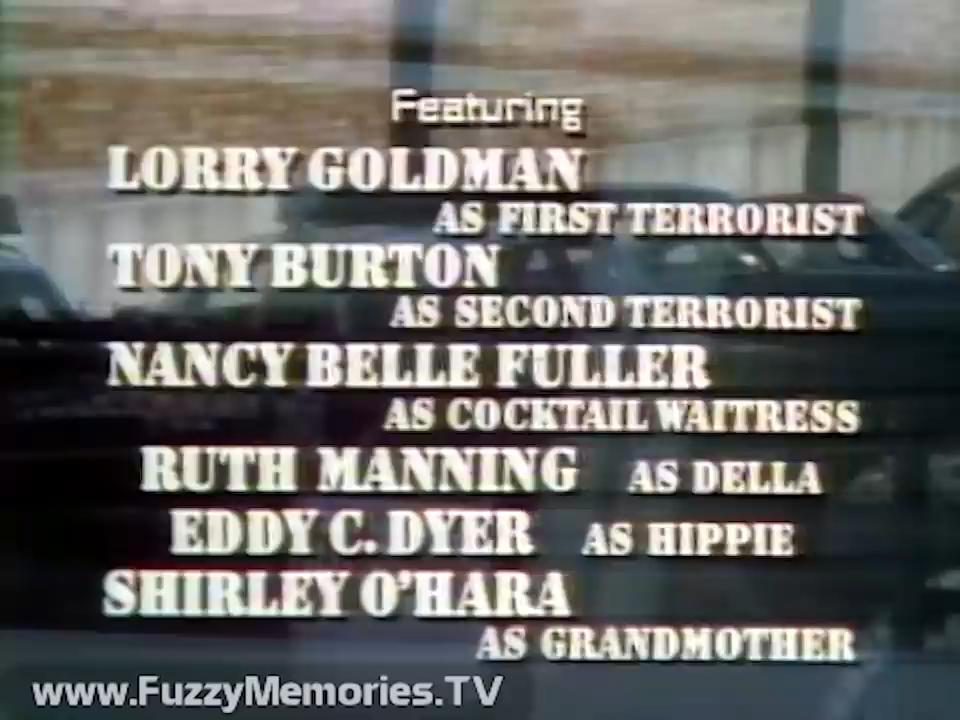 Featuring
LORRY GOLDMAN
AS FIRST TERRORIST
TONY BURTON
AS SECOND TERRORIST
NANCY BELLE FULLER
AS COCKTAIL WAITRESS
RUTH MANNING AS DELLA
EDDY C. DYER AS HIPPIE
SHIRLEY O'HARA
AS GRANDMOTHER
www.FuzzyMemories.TV